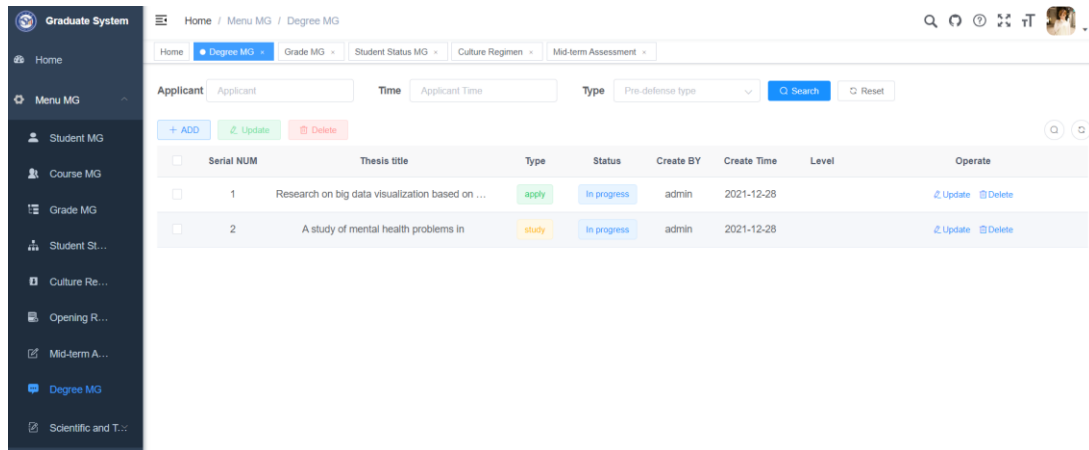 Graduate System
Home / Menu MG / Degree MG
Home
Degree MG ×
Grade MG ×
Student Status MG ×
Culture Regimen ×
Mid-term Assessment ×
Home
Menu MG
Student MG
Course MG
Grade MG
Student St...
Culture Re...
Opening R...
Mid-term A...
Degree MG
Scientific and T...
Applicant Applicant Time Applicant Time Type Pre-defense type Search Reset
+ ADD Update Delete
Serial NUM Thesis title Type Status Create BY Create Time Level Operate
1 Research on big data visualization based on ... apply In progress admin 2021-12-28 Update Delete
2 A study of mental health problems in study In progress admin 2021-12-28 Update Delete